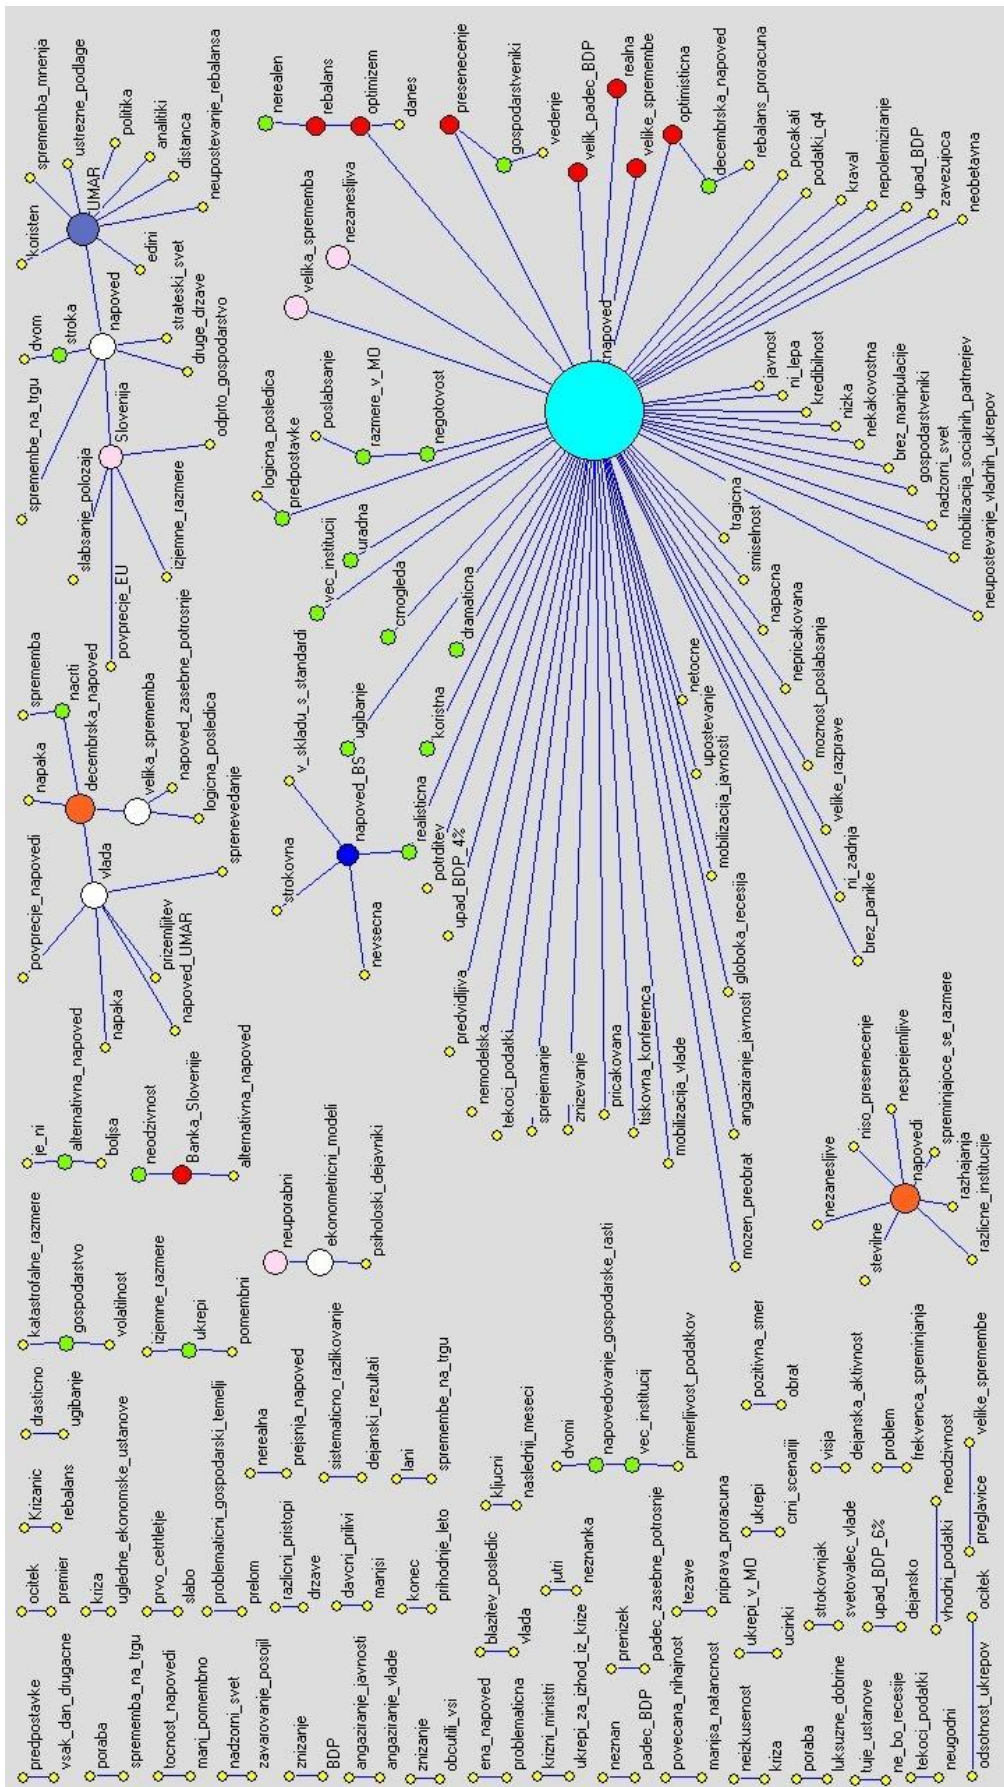 koristen
sprememba_mnenja
UMAR
ustrezne_podlage
politika
analitiki
distanca
neupostevanje_rebalansa
edini
dvom
stroka
napoved
strateski_svet
druge_drzave
spremembe_na_trgu
Slovenija
odprto_gospodarstvo
slabsanje_polozaja
povprecje_EU
izjemne_razmere
sprememba
nacrti
napaka
decembrska_napoved
velika_sprememba
napoved_zasebne_potrosnje
logicna_posledica
povprecje_napovedi
vlada
sprenevedanje
prizemljitev
napoved_UMAR
napaka
je_ni
alternativna_napoved
boljsa
neodzivnost
Banka_Slovenije
alternativna_napoved
katastrofalne_razmere
gospodarstvo
volatilnost
izjemne_razmere
ukrepi
pomembni
neuporabni
ekonometricni_modeli
psiholoski_dejavniki
drasticno
ugibanje
Krizanic
rebalans
ocitek
premier
kriza
ugledne_ekonomske_ustanove
prvo_cetrtletje
slabo
problematicni_gospodarski_temelji
prelom
nerealna
prejsnja_napoved
razlicni_pristopi
drzave
sistematicno_razlikovanje
dejanski_rezultati
davcni_prilivi
manjsi
lani
spremembe_na_trgu
konec
prihodnje_leto
predpostavke
vsak_dan_drugacne
poraba
sprememba_na_trgu
tocnost_napovedi
manj_pomembno
nadzorni_svet
zavarovanje_posojil
znizanje
BDP
angaziranje_javnosti
angaziranje_vlade
znizanje
obcutili_vsi
nerealen
rebalans
optimizem
danes
presenecenje
gospodarstveniki
vedenje
velik_padec_BDP
realna
velike_spremembe
optimisticna
decembrska_napoved
rebalans_proracuna
pocakati
podatki_q4
kraval
nepolemiziranje
upad_BDP
zavezujoca
neobetavna
velika_sprememba
nezanesljiva
napoved
logicna_posledica
predpostavke
poslabsanje
razmere_v_MD
negotovost
vec_institucij
uradna
crnogleda
dramaticna
javnost
ni_lepa
kredibilnost
nizka
nekakovostna
brez_manipulacije
gospodarstveniki
nadzorni_svet
mobilizacija_socialnih_partnerjev
neupostevanje_vladnih_ukrepov
tragicna
smiselnost
napacna
nepricakovana
moznost_poslabsanja
velike_razprave
ni_zadnja
brez_panike
netocne
upostevanje
mobilizacija_javnosti
globoka_recesija
angaziranje_javnosti
mozen_preobrat
v_skladu_s_standardi
ugibanje
napoved_BS
strokovna
nevsecna
koristna
realisticna
potrditev
upad_BDP_4%
predvidljiva
nemodelska
tekoci_podatki
sprejemanje
znizevanje
pricakovana
tiskovna_konferenca
mobilizacija_vlade
nezanesljive
niso_presenecenje
nesprejemljive
napovedi
spreminjajoce_se_razmere
razhajanja
razlicne_institucije
stevilne
dvomi
napovedovanje_gospodarske_rasti
vec_institucij
primerljivost_podatkov
pozitivna_smer
obrat
kljucni
naslednji_meseci
visja
dejanska_aktivnost
problem
frekvenca_spreminjanja
blazitev_posledic
vlada
jutri
neznanka
prenizek
padec_zasebne_potrosnje
tezave
priprava_proracuna
ukrepi
crni_scenariji
ukrepi_v_MD
ucinki
strokovnjak
svetovalec_vlade
upad_BDP_6%
dejansko
vhodni_podatki
neodzivnost
preglavice
velike_spremembe
ena_napoved
problematicna
krizni_ministri
ukrepi_za_izhod_iz_krize
neznan
padec_BDP
povecana_nihajnost
manjsa_natancnost
neizkusenost
kriza
poraba
luksuzne_dobrine
tuje_ustanove
ne_bo_recesije
tekoci_podatki
neugodni
odsotnost_ukrepov
ocitek